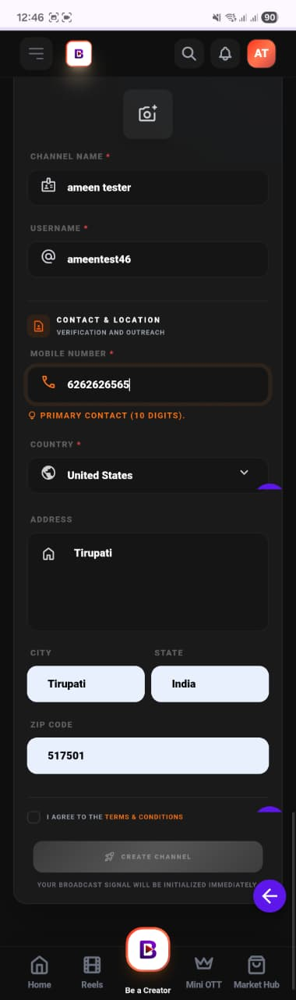 12:46
90
B
AT
CHANNEL NAME *
ameen tester
USERNAME *
ameentest46
CONTACT & LOCATION
VERIFICATION AND OUTREACH
MOBILE NUMBER *
6262626565
PRIMARY CONTACT (10 DIGITS).
COUNTRY *
United States
ADDRESS
Tirupati
CITY STATE
Tirupati India
ZIP CODE
517501
I AGREE TO THE TERMS & CONDITIONS
CREATE CHANNEL
YOUR BROADCAST SIGNAL WILL BE INITIALIZED IMMEDIATELY
B
Home Reels Be a Creator Mini OTT Market Hub